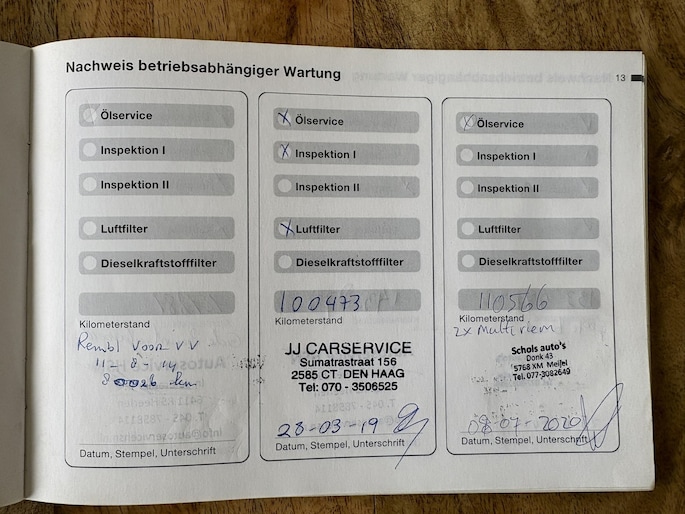 Nachweis betriebsabhängiger Wartung
13
Ölservice
Inspektion I
Inspektion II
Luftfilter
Dieselkraftstofffilter
Kilometerstand
Voor VV
km
Datum, Stempel, Unterschrift
X Ölservice
X Inspektion I
Inspektion II
X Luftfilter
Dieselkraftstofffilter
100473
Kilometerstand
JJ CARSERVICE
Sumatrastraat 156
2585 CT DEN HAAG
Tel: 070 - 3506525
28-03-19
Datum, Stempel, Unterschrift
X Ölservice
Inspektion I
Inspektion II
Luftfilter
Dieselkraftstofffilter
110566
Kilometerstand
2x Multiriem
Schols auto's
Donk 43
5768 XM Meijel
Tel. 077-3082649
08-07-2020
Datum, Stempel, Unterschrift